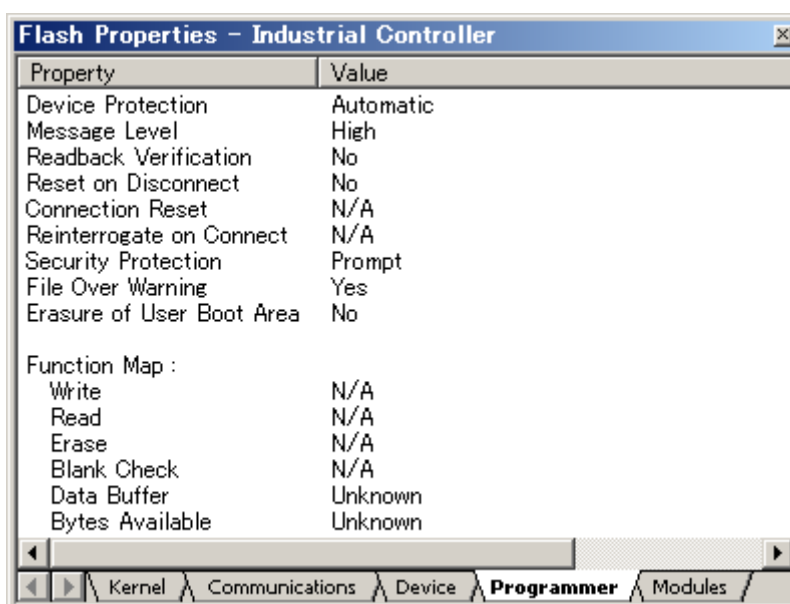 Flash Properties - Industrial Controller
Property Value
Device Protection Automatic
Message Level High
Readback Verification No
Reset on Disconnect No
Connection Reset N/A
Reinterrogate on Connect N/A
Security Protection Prompt
File Over Warning Yes
Erasure of User Boot Area No
Function Map :
Write N/A
Read N/A
Erase N/A
Blank Check N/A
Data Buffer Unknown
Bytes Available Unknown
Kernel Communications Device Programmer Modules